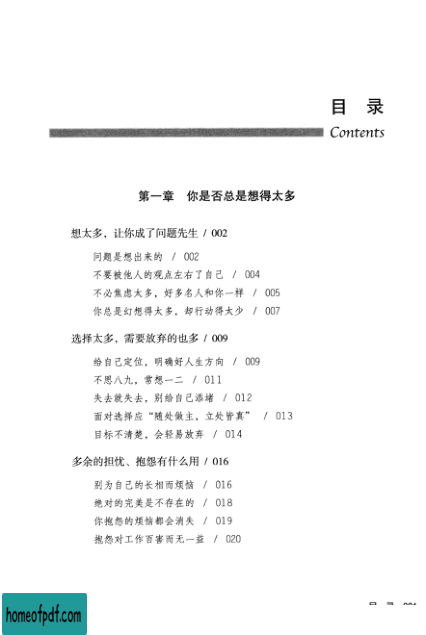 目 录
Contents
第一章 你是否总是想得太多
想太多，让你成了问题先生 / 002
问题是想出来的 / 002
不要被他人的观点左右了自己 / 004
不必焦虑太多，好多名人和你一样 / 005
你总是幻想得太多，却行动得太少 / 007
选择太多，需要放弃的也多 / 009
给自己定位，明确好人生方向 / 009
不思八九，常想一二 / 011
失去就失去，别给自己添堵 / 012
面对选择应“随处做主，立处皆真” / 013
目标不清楚，会轻易放弃 / 014
多余的担忧、抱怨有什么用 / 016
别为自己的长相而烦恼 / 016
绝对的完美是不存在的 / 018
你抱怨的烦恼都会消失 / 019
抱怨对工作百害而无一益 / 020
homeofpdf.com